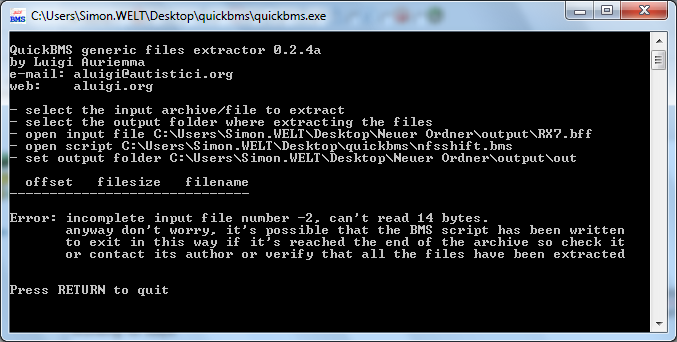 C:\Users\Simon.WELT\Desktop\quickbms\quickbms.exe
QuickBMS generic files extractor 0.2.4a
by Luigi Auriemma
e-mail: aluigi@autistici.org
web:    aluigi.org
- select the input archive/file to extract
- select the output folder where extracting the files
- open input file C:\Users\Simon.WELT\Desktop\Neuer Ordner\output\RX7.bff
- open script C:\Users\Simon.WELT\Desktop\quickbms\nfsshift.bms
- set output folder C:\Users\Simon.WELT\Desktop\Neuer Ordner\output\out
  offset   filesize   filename
------------------------------
Error: incomplete input file number -2, can't read 14 bytes.
       anyway don't worry, it's possible that the BMS script has been written
       to exit in this way if it's reached the end of the archive so check it
       or contact its author or verify that all the files have been extracted
Press RETURN to quit